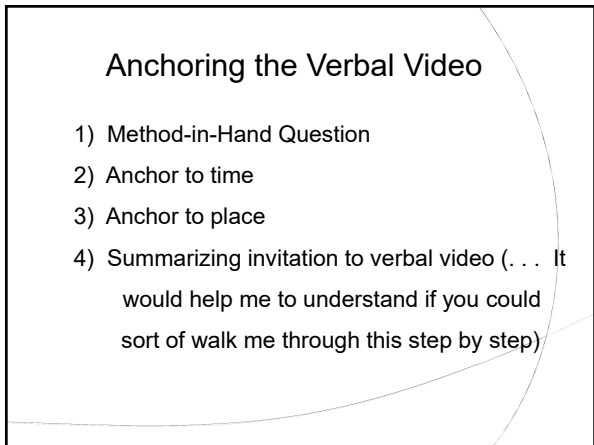 Anchoring the Verbal Video
1) Method-in-Hand Question
2) Anchor to time
3) Anchor to place
4) Summarizing invitation to verbal video (. . . It
would help me to understand if you could
sort of walk me through this step by step)